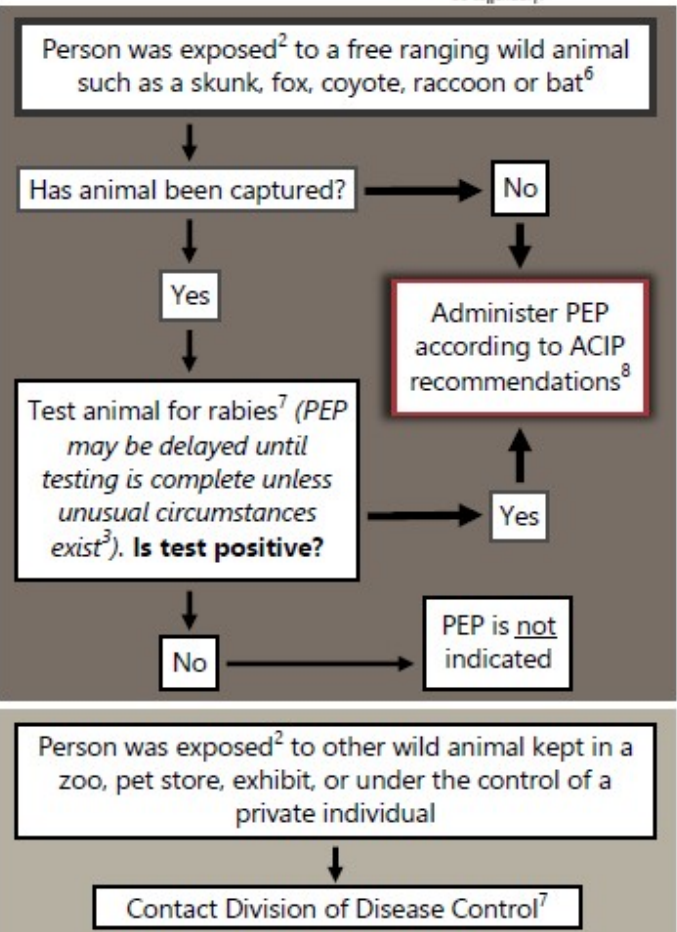 Person was exposed² to a free ranging wild animal
such as a skunk, fox, coyote, raccoon or bat⁶
Has animal been captured?
No
Yes
Administer PEP
according to ACIP
recommendations⁸
Test animal for rabies⁷ (PEP
may be delayed until
testing is complete unless
unusual circumstances
exist³). Is test positive?
Yes
No
PEP is not
indicated
Person was exposed² to other wild animal kept in a
zoo, pet store, exhibit, or under the control of a
private individual
Contact Division of Disease Control⁷